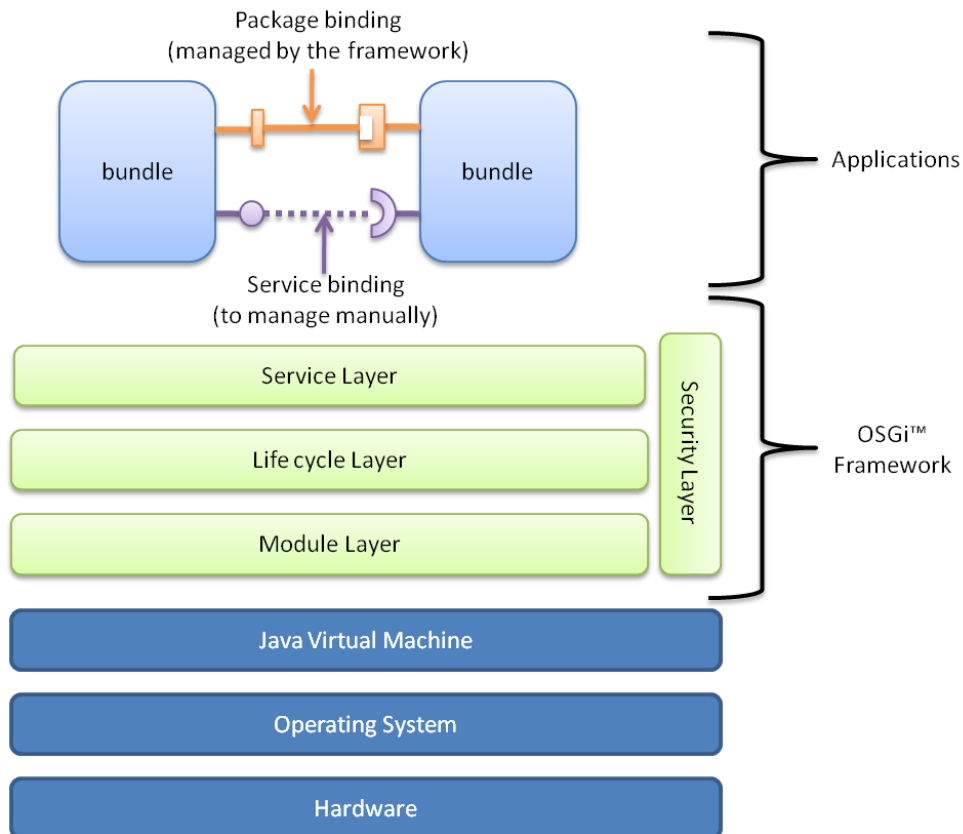 Package binding
(managed by the framework)
bundle
bundle
Applications
Service binding
(to manage manually)
Service Layer
Security Layer
Life cycle Layer
OSGi™
Framework
Module Layer
Java Virtual Machine
Operating System
Hardware